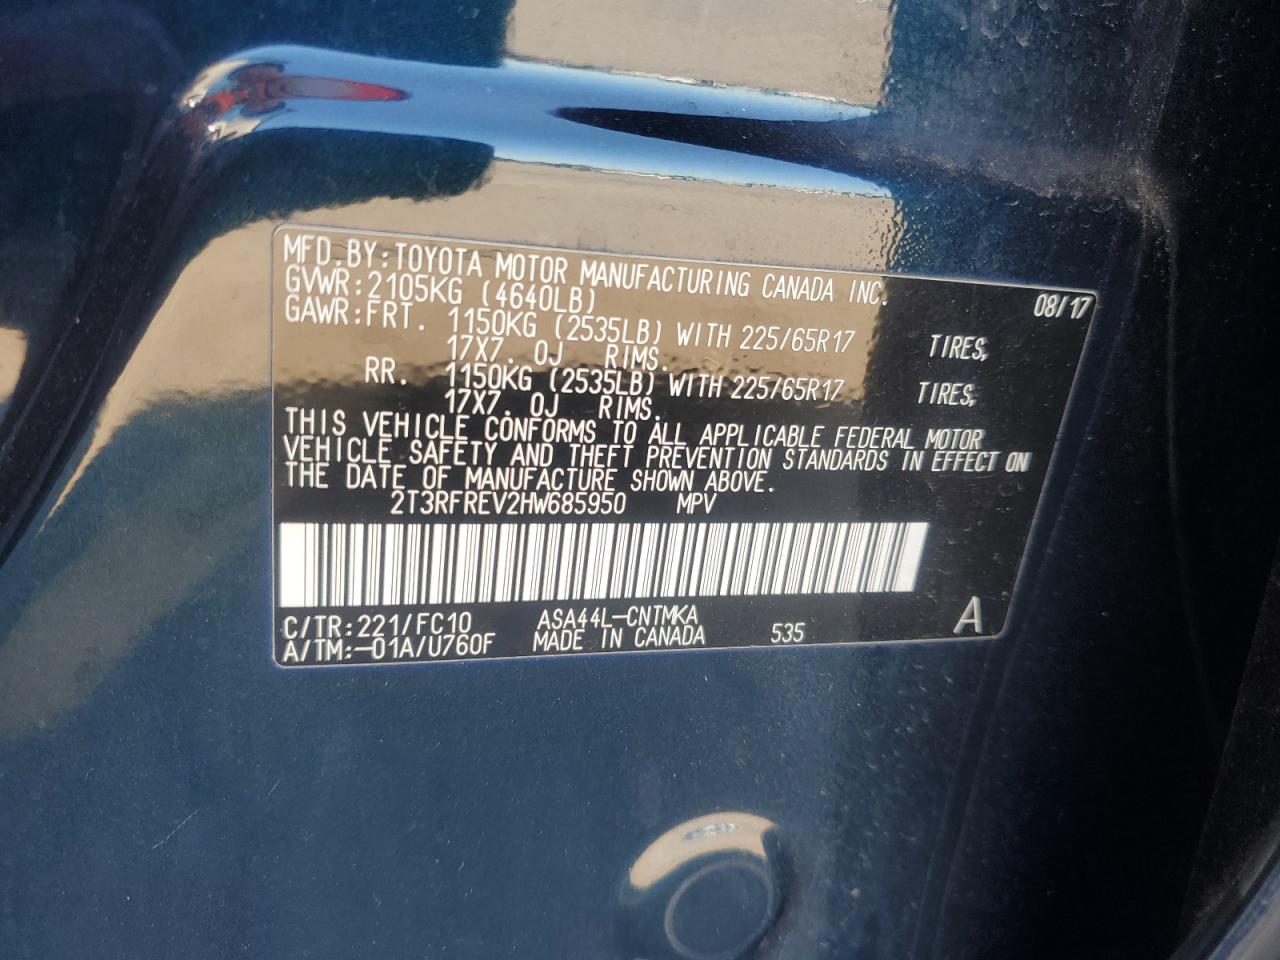 MFD. BY: TOYOTA MOTOR MANUFACTURING CANADA INC. 08/17
GVWR: 2105KG (4640LB)
GAWR: FRT. 1150KG (2535LB) WITH 225/65R17 TIRES,
17X7. 0J RIMS.
RR. 1150KG (2535LB) WITH 225/65R17 TIRES,
17X7. 0J RIMS.
THIS VEHICLE CONFORMS TO ALL APPLICABLE FEDERAL MOTOR
VEHICLE SAFETY AND THEFT PREVENTION STANDARDS IN EFFECT ON
THE DATE OF MANUFACTURE SHOWN ABOVE.
2T3RFREV2HW685950 MPV
C/TR: 221/FC10 ASA44L-CNTMKA
A/TM: -01A/U760F MADE IN CANADA 535 A